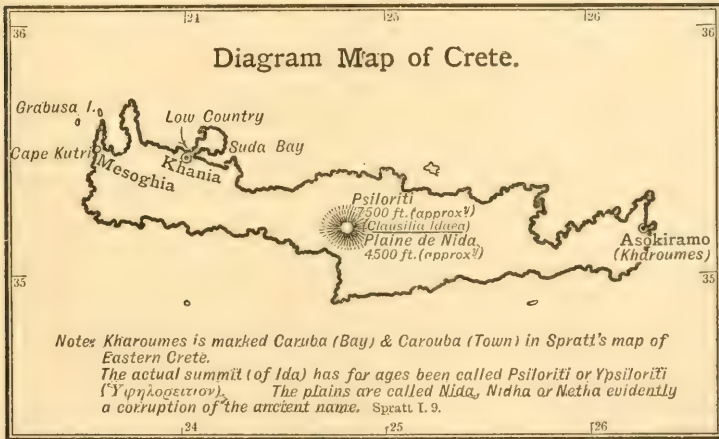 21 25 26
36 36
Diagram Map of Crete.
Grabusa I.
Low Country
Cape Kutri
Suda Bay
Mesoghia
Khania
Psiloriti
7500 ft. (approxˡʸ)
(Clausilia Idaea)
Plaine de Nida
4500 ft. (approxˡʸ)
Asokiramo
(Kharoumes)
35 35
Note: Kharoumes is marked Caruba (Bay) & Carouba (Town) in Spratt's map of
Eastern Crete.
The actual summit (of Ida) has for ages been called Psiloriti or Ypsiloriti
(Ὑψηλορειτιον). The plains are called Nida, Nidha or Netha evidently
a corruption of the ancient name. Spratt I. 9.
24 25 26